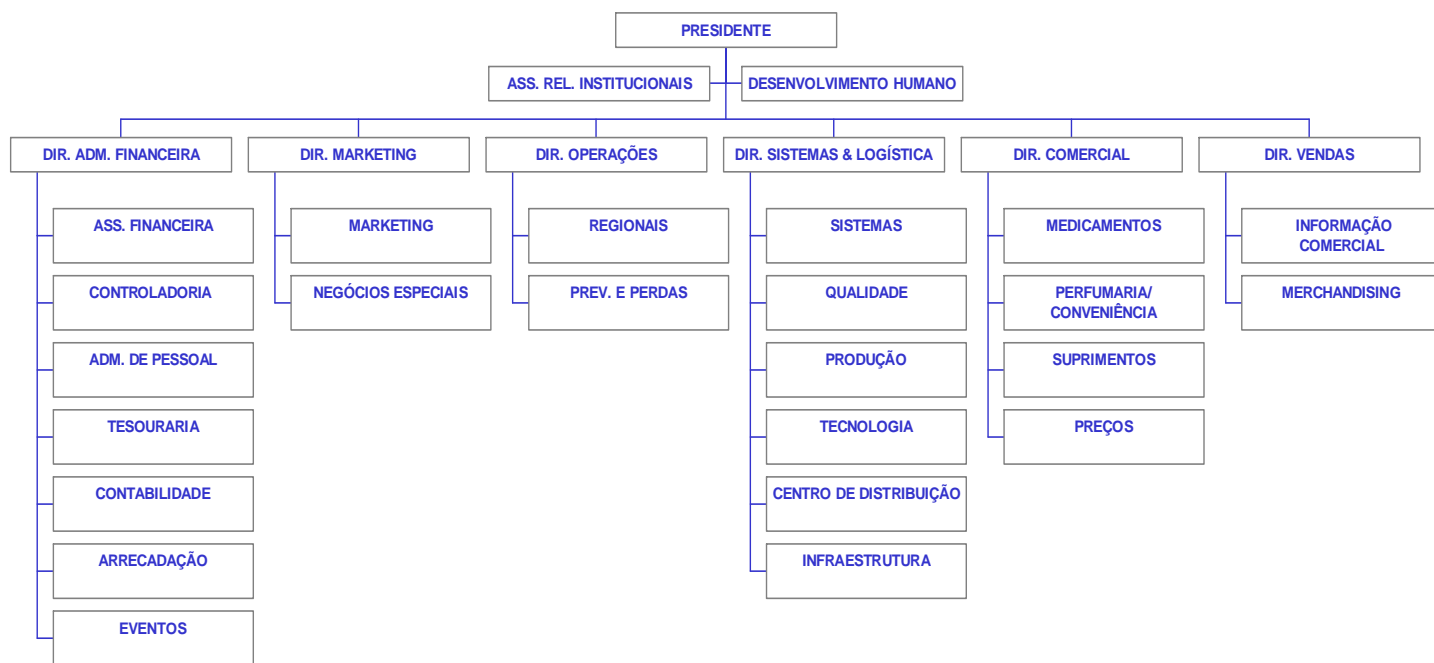 PRESIDENTE
ASS. REL. INSTITUCIONAIS
DESENVOLVIMENTO HUMANO
DIR. ADM. FINANCEIRA
DIR. MARKETING
DIR. OPERAÇÕES
DIR. SISTEMAS & LOGÍSTICA
DIR. COMERCIAL
DIR. VENDAS
ASS. FINANCEIRA
CONTROLADORIA
ADM. DE PESSOAL
TESOURARIA
CONTABILIDADE
ARRECADAÇÃO
EVENTOS
MARKETING
NEGÓCIOS ESPECIAIS
REGIONAIS
PREV. E PERDAS
SISTEMAS
QUALIDADE
PRODUÇÃO
TECNOLOGIA
CENTRO DE DISTRIBUIÇÃO
INFRAESTRUTURA
MEDICAMENTOS
PERFUMARIA/
CONVENIÊNCIA
SUPRIMENTOS
PREÇOS
INFORMAÇÃO
COMERCIAL
MERCHANDISING